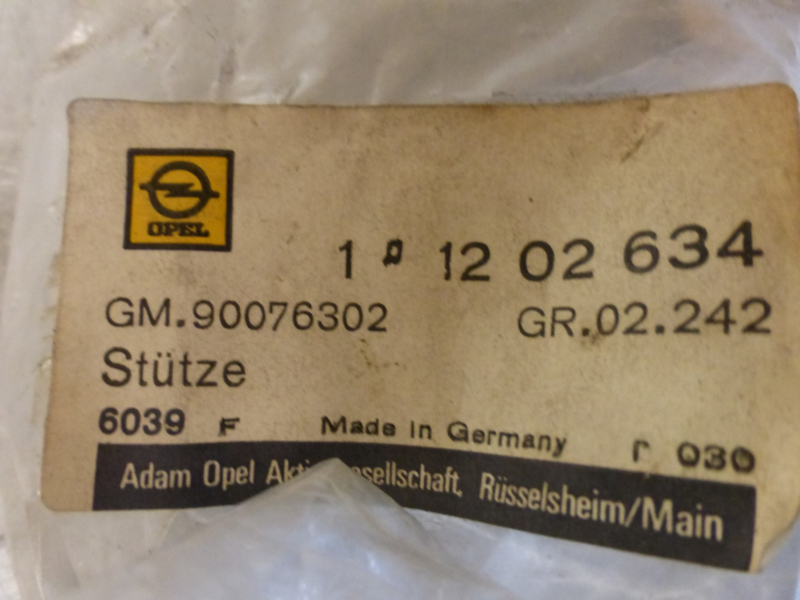 OPEL
1 12 02 634
GM.90076302 GR.02.242
Stütze
6039 F Made in Germany r 030
Adam Opel Rüsselsheim/Main